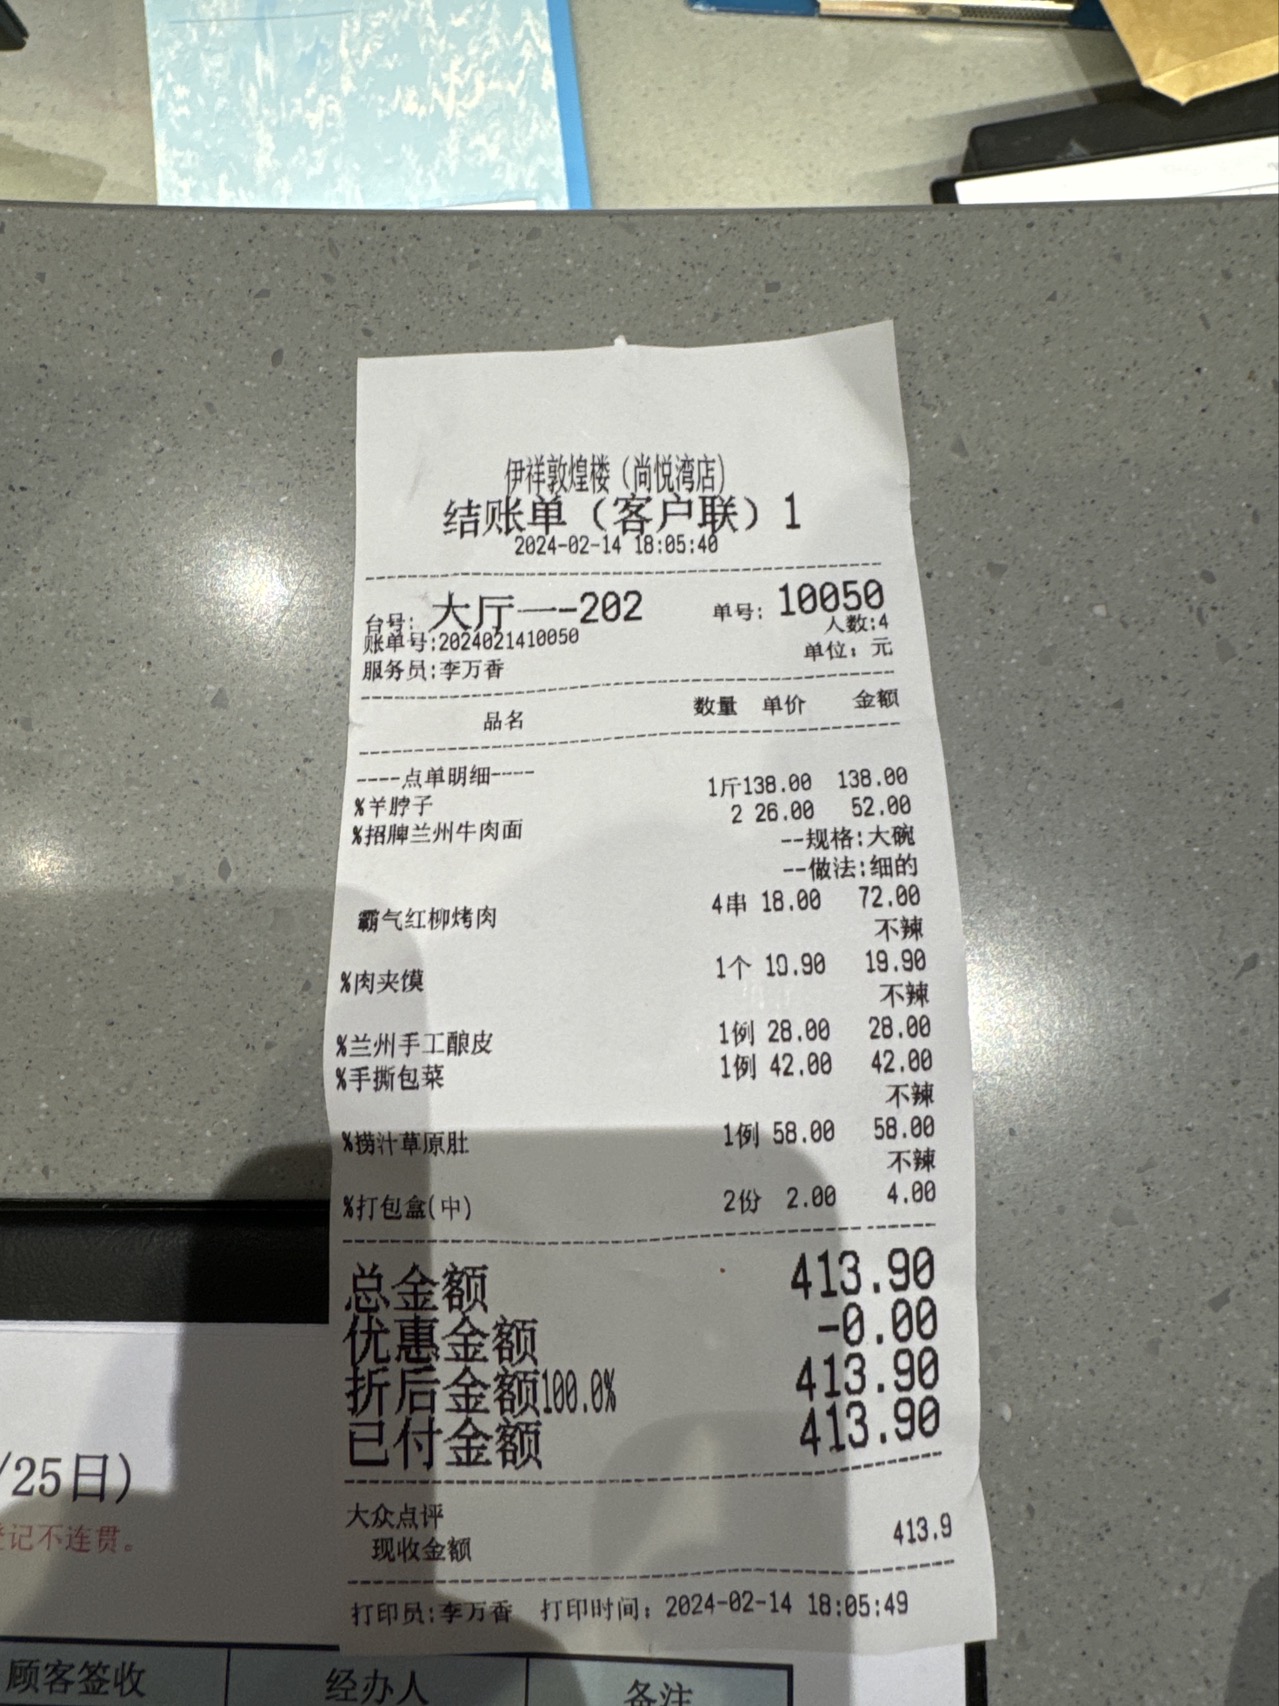 伊祥敦煌楼（尚悦湾店）
结账单（客户联）1
2024-02-14 18:05:40
台号: 大厅一-202 单号: 10050
账单号:2024021410050 人数:4
服务员:李万香 单位: 元
品名 数量 单价 金额
----点单明细----
%羊脖子 1斤138.00 138.00
%招牌兰州牛肉面 2 26.00 52.00
--规格:大碗
--做法:细的
霸气红柳烤肉 4串 18.00 72.00
不辣
%肉夹馍 1个 19.90 19.90
不辣
%兰州手工酿皮 1例 28.00 28.00
%手撕包菜 1例 42.00 42.00
不辣
%捞汁草原肚 1例 58.00 58.00
不辣
%打包盒(中) 2份 2.00 4.00
总金额 413.90
优惠金额 -0.00
折后金额100.0% 413.90
已付金额 413.90
大众点评 413.9
现收金额
打印员:李万香 打印时间: 2024-02-14 18:05:49
/25日)
记不连贯。
顾客签收 经办人 备注